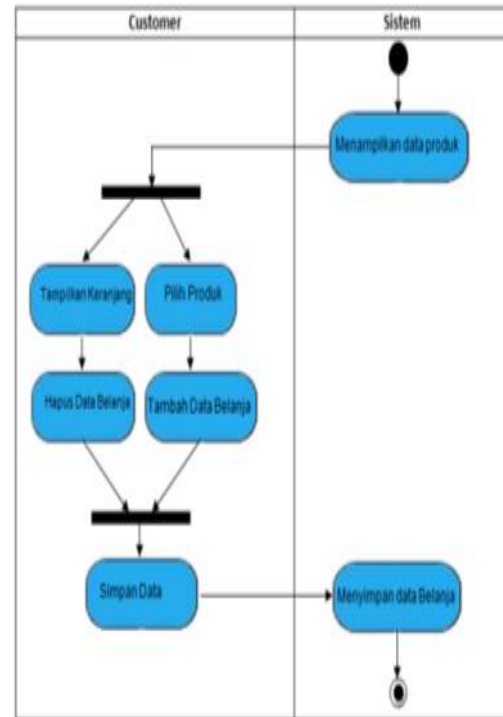 Customer
Sistem
Menampilkan data produk
Tampilkan Keranjang
Pilih Produk
Hapus Data Belanja
Tambah Data Belanja
Simpan Data
Menyimpan data Belanja